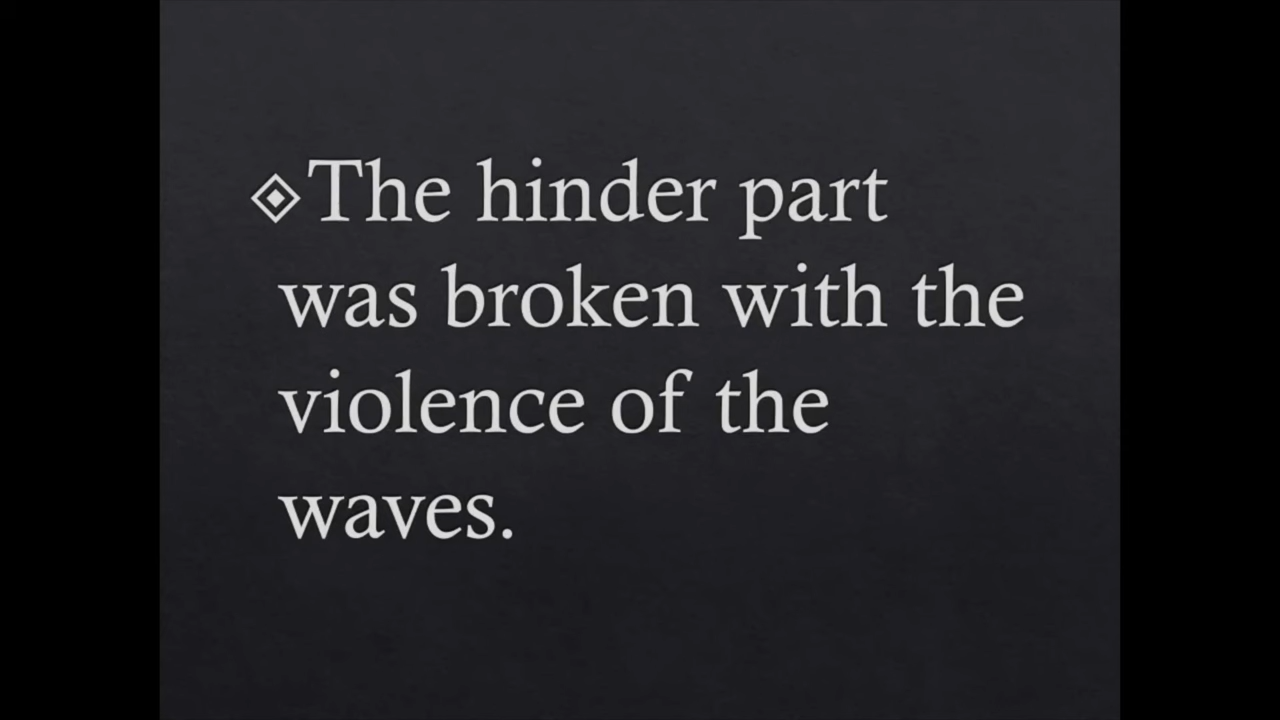 The hinder part
was broken with the
violence of the
waves.